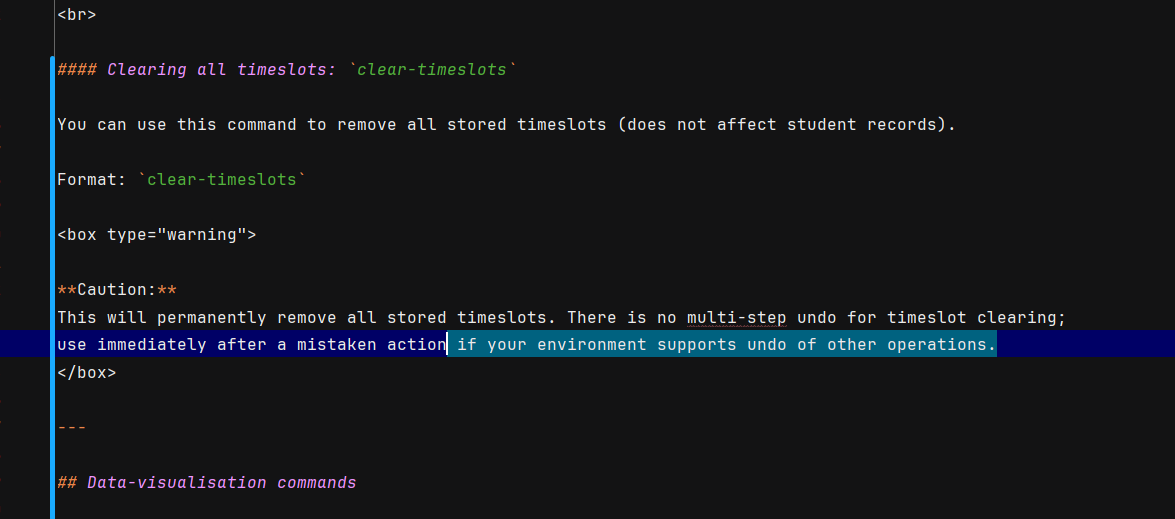 <br>
#### Clearing all timeslots: `clear-timeslots`
You can use this command to remove all stored timeslots (does not affect student records).
Format: `clear-timeslots`
<box type="warning">
**Caution:**
This will permanently remove all stored timeslots. There is no multi-step undo for timeslot clearing;
use immediately after a mistaken action if your environment supports undo of other operations.
</box>
---
## Data-visualisation commands